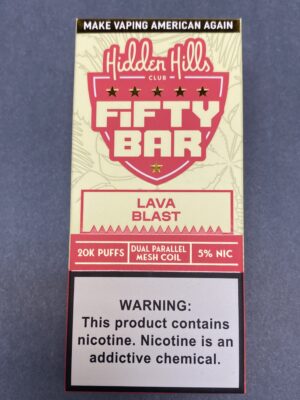 MAKE VAPING AMERICAN AGAIN
Hidden Hills
CLUB
FiFTY
BAR
LAVA
BLAST
20K PUFFS
DUAL PARALLEL
MESH COIL
5% NIC
WARNING:
This product contains
nicotine. Nicotine is an
addictive chemical.